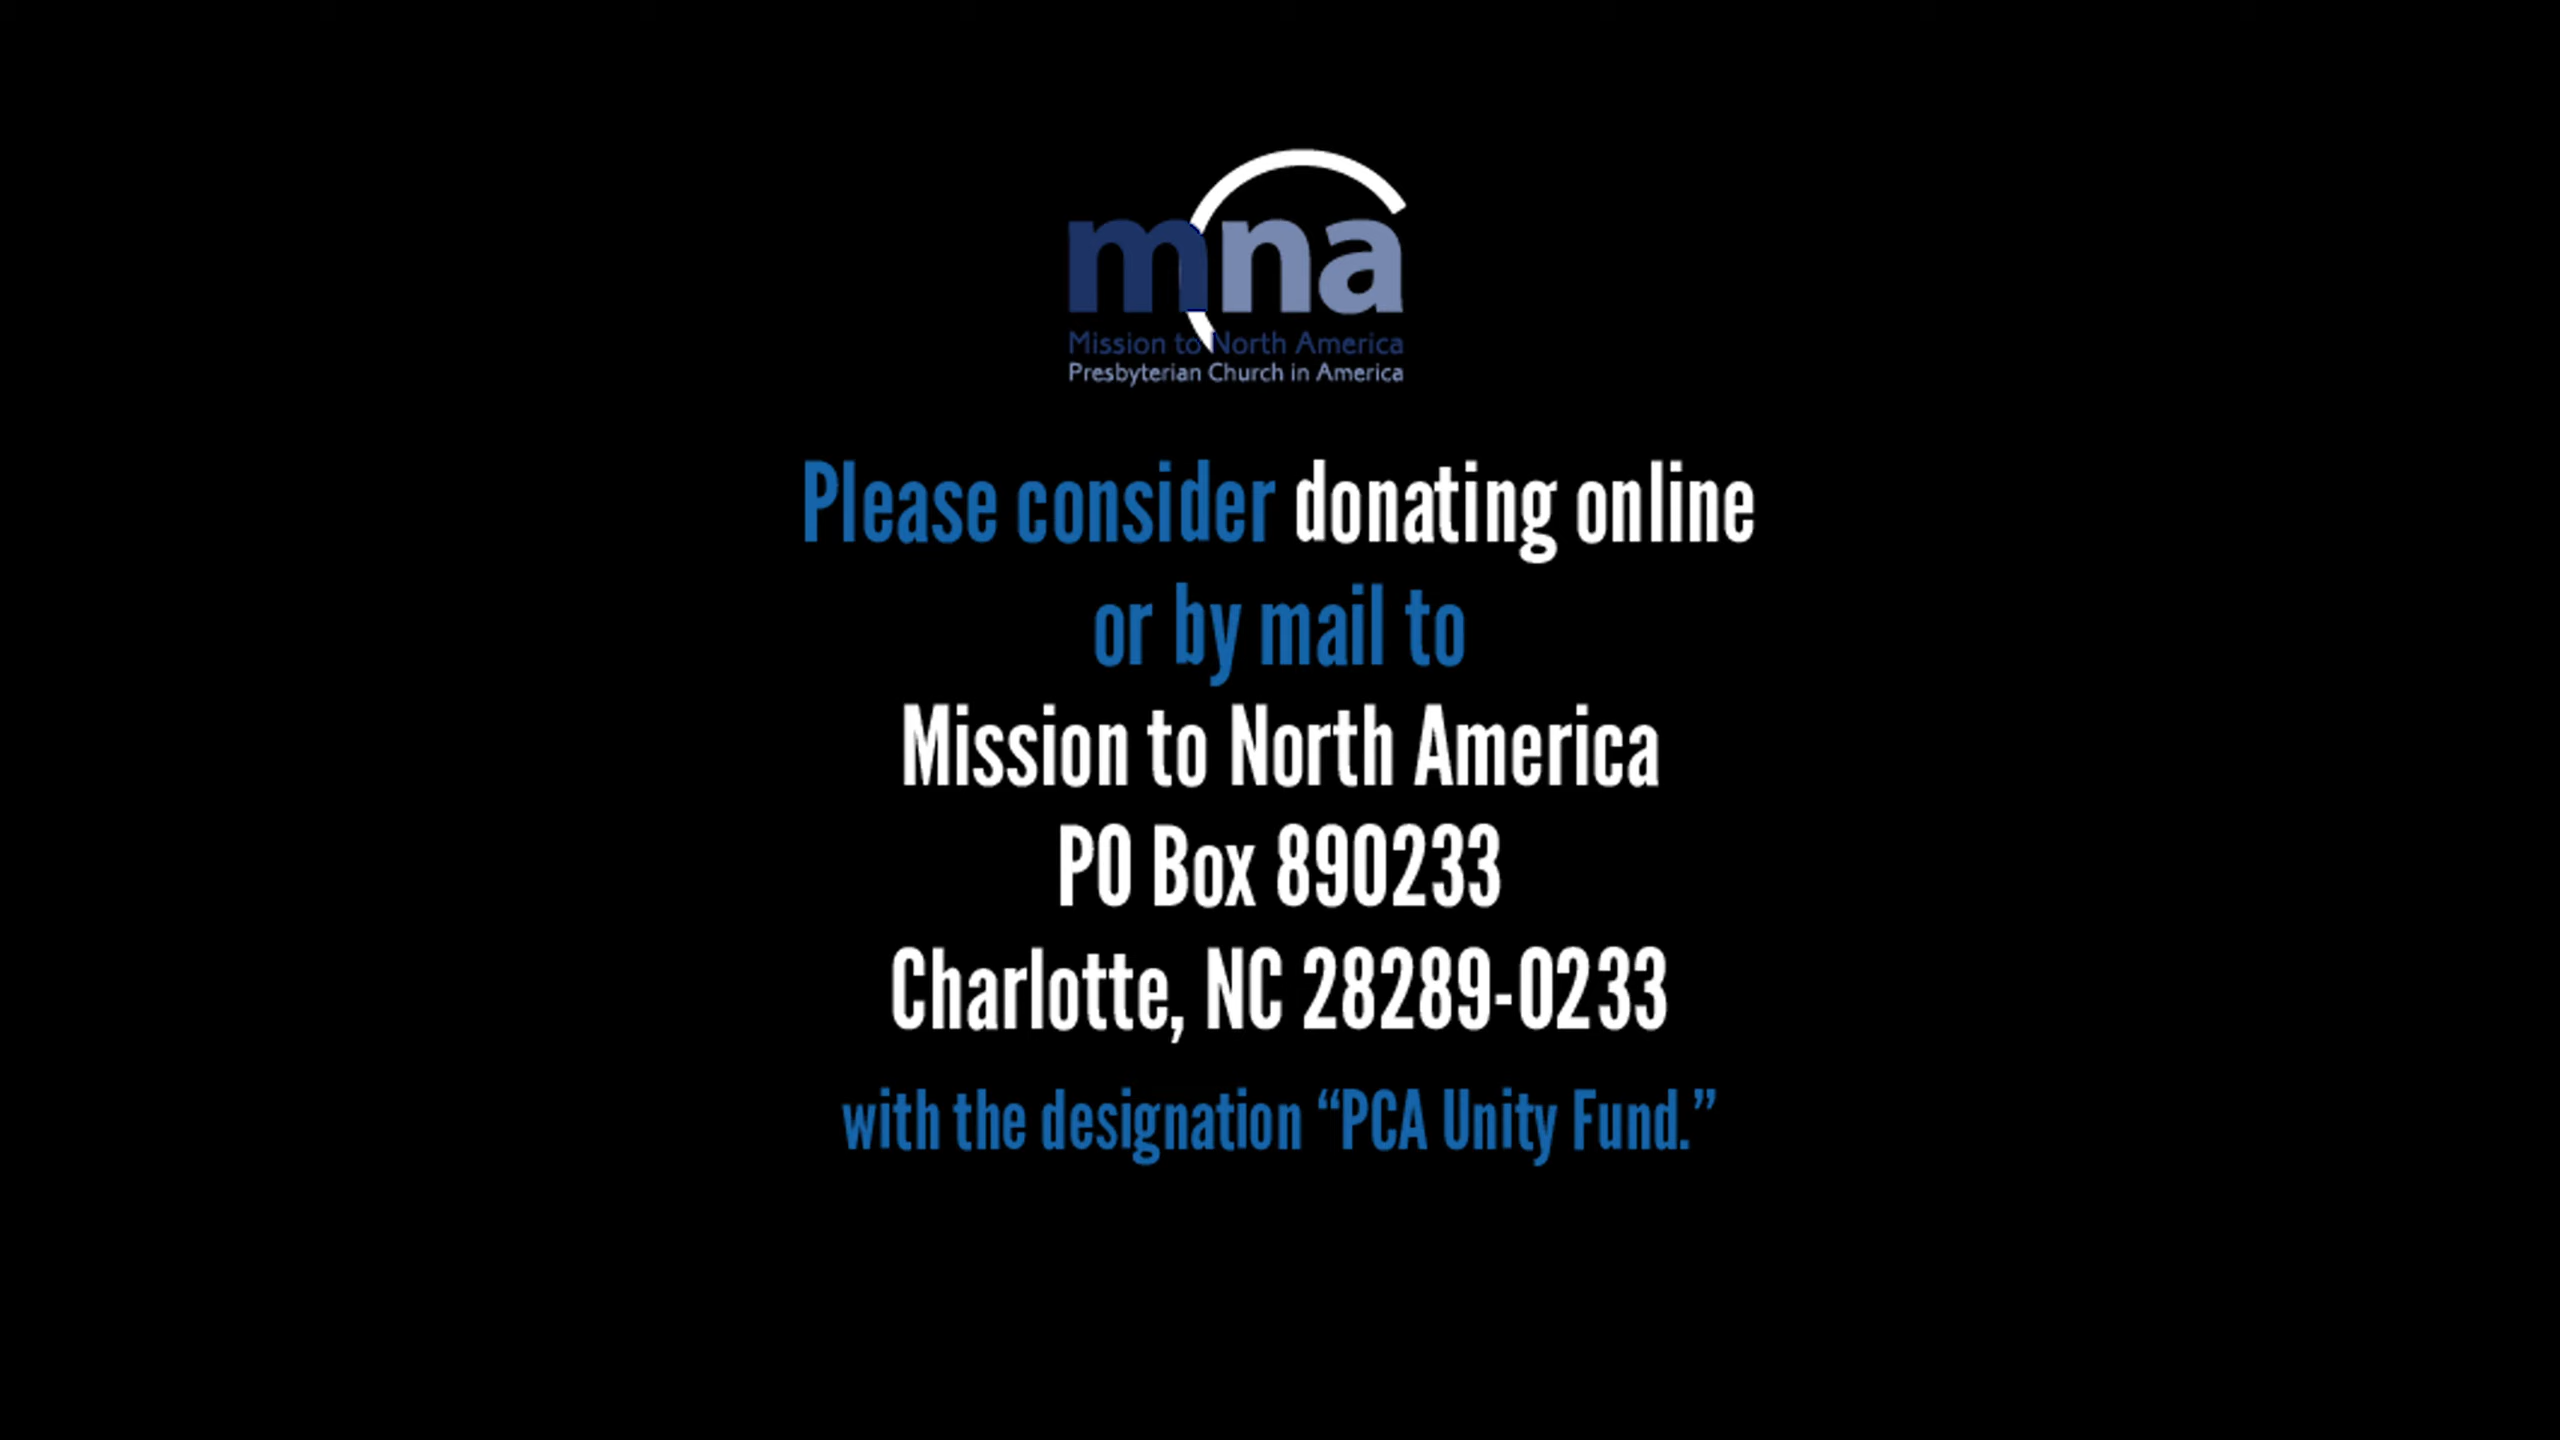 mna
Mission to North America
Presbyterian Church in America
Please consider donating online
or by mail to
Mission to North America
PO Box 890233
Charlotte, NC 28289-0233
with the designation “PCA Unity Fund.”